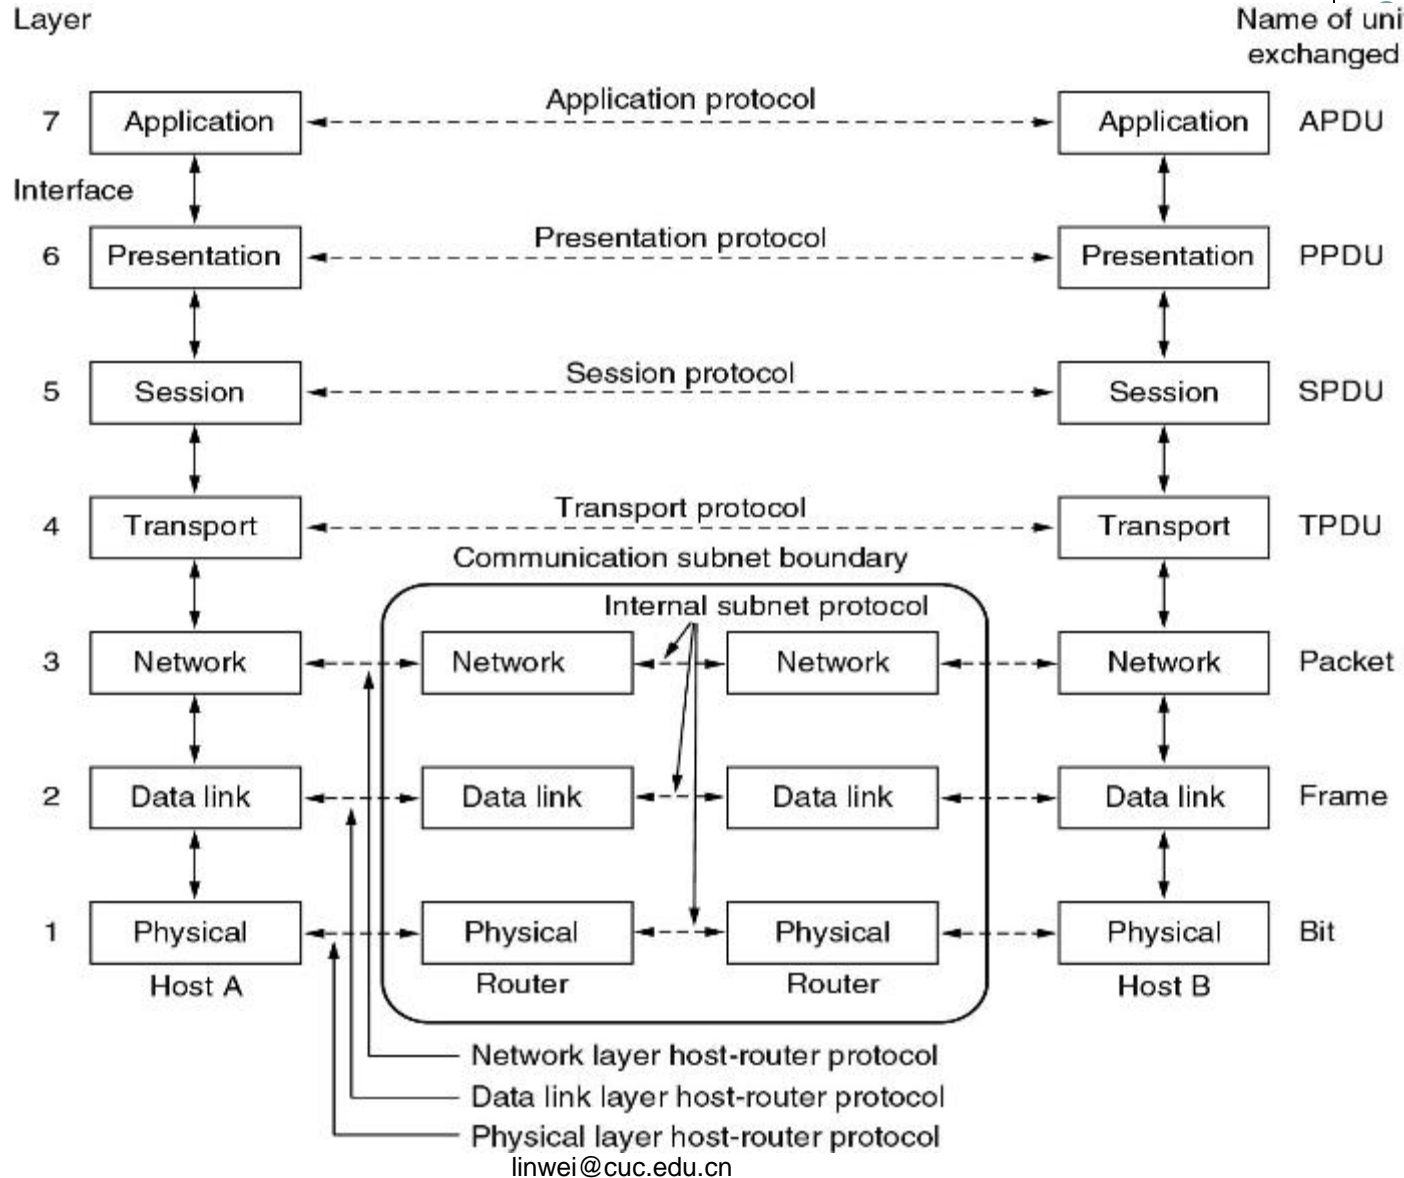 Layer
Name of uni
exchanged
7 Application Application protocol Application APDU
Interface
6 Presentation Presentation protocol Presentation PPDU
5 Session Session protocol Session SPDU
4 Transport Transport protocol Transport TPDU
Communication subnet boundary
Internal subnet protocol
3 Network Network Network Network Packet
2 Data link Data link Data link Data link Frame
1 Physical Physical Physical Physical Bit
Host A Router Router Host B
Network layer host-router protocol
Data link layer host-router protocol
Physical layer host-router protocol
linwei@cuc.edu.cn